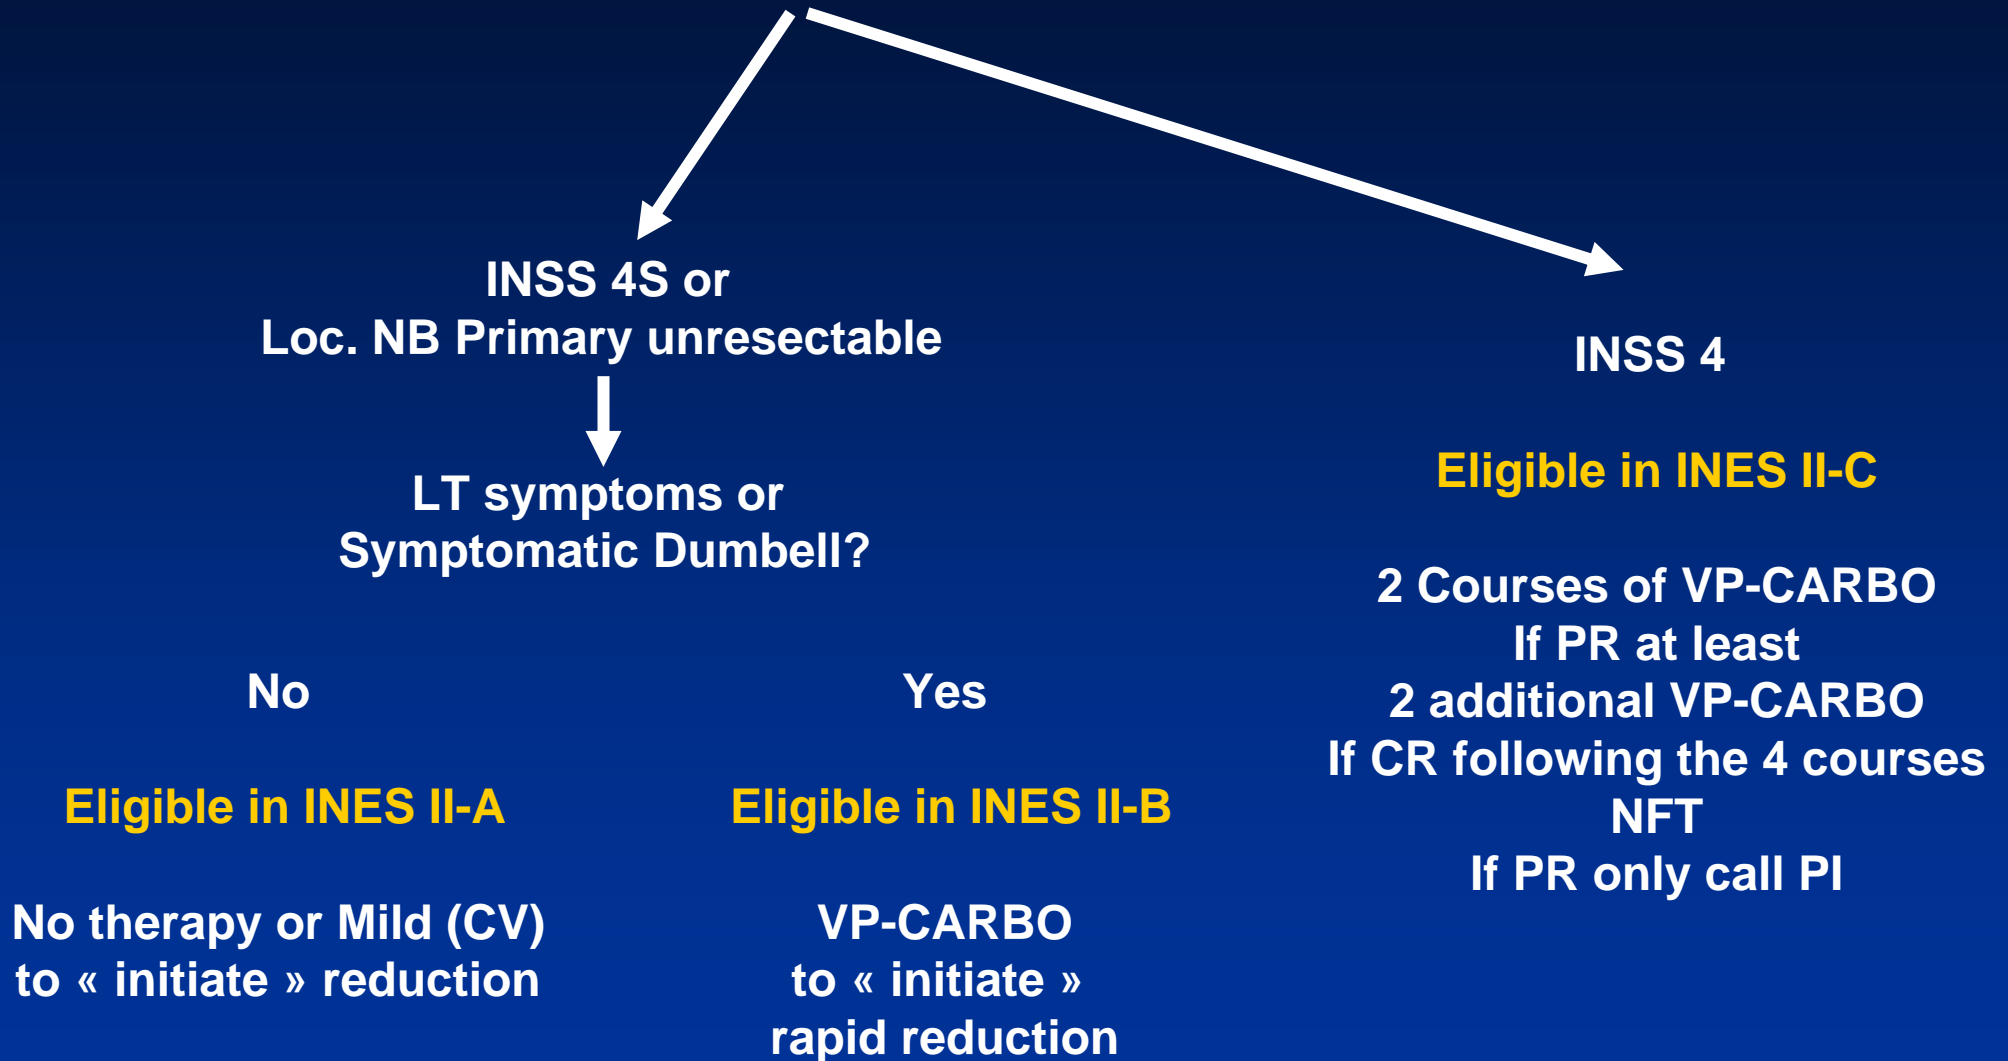 INSS 4S or
Loc. NB Primary unresectable
LT symptoms or
Symptomatic Dumbell?
No
Eligible in INES II-A
No therapy or Mild (CV)
to « initiate » reduction
Yes
Eligible in INES II-B
VP-CARBO
to « initiate »
rapid reduction
INSS 4
Eligible in INES II-C
2 Courses of VP-CARBO
If PR at least
2 additional VP-CARBO
If CR following the 4 courses
NFT
If PR only call PI